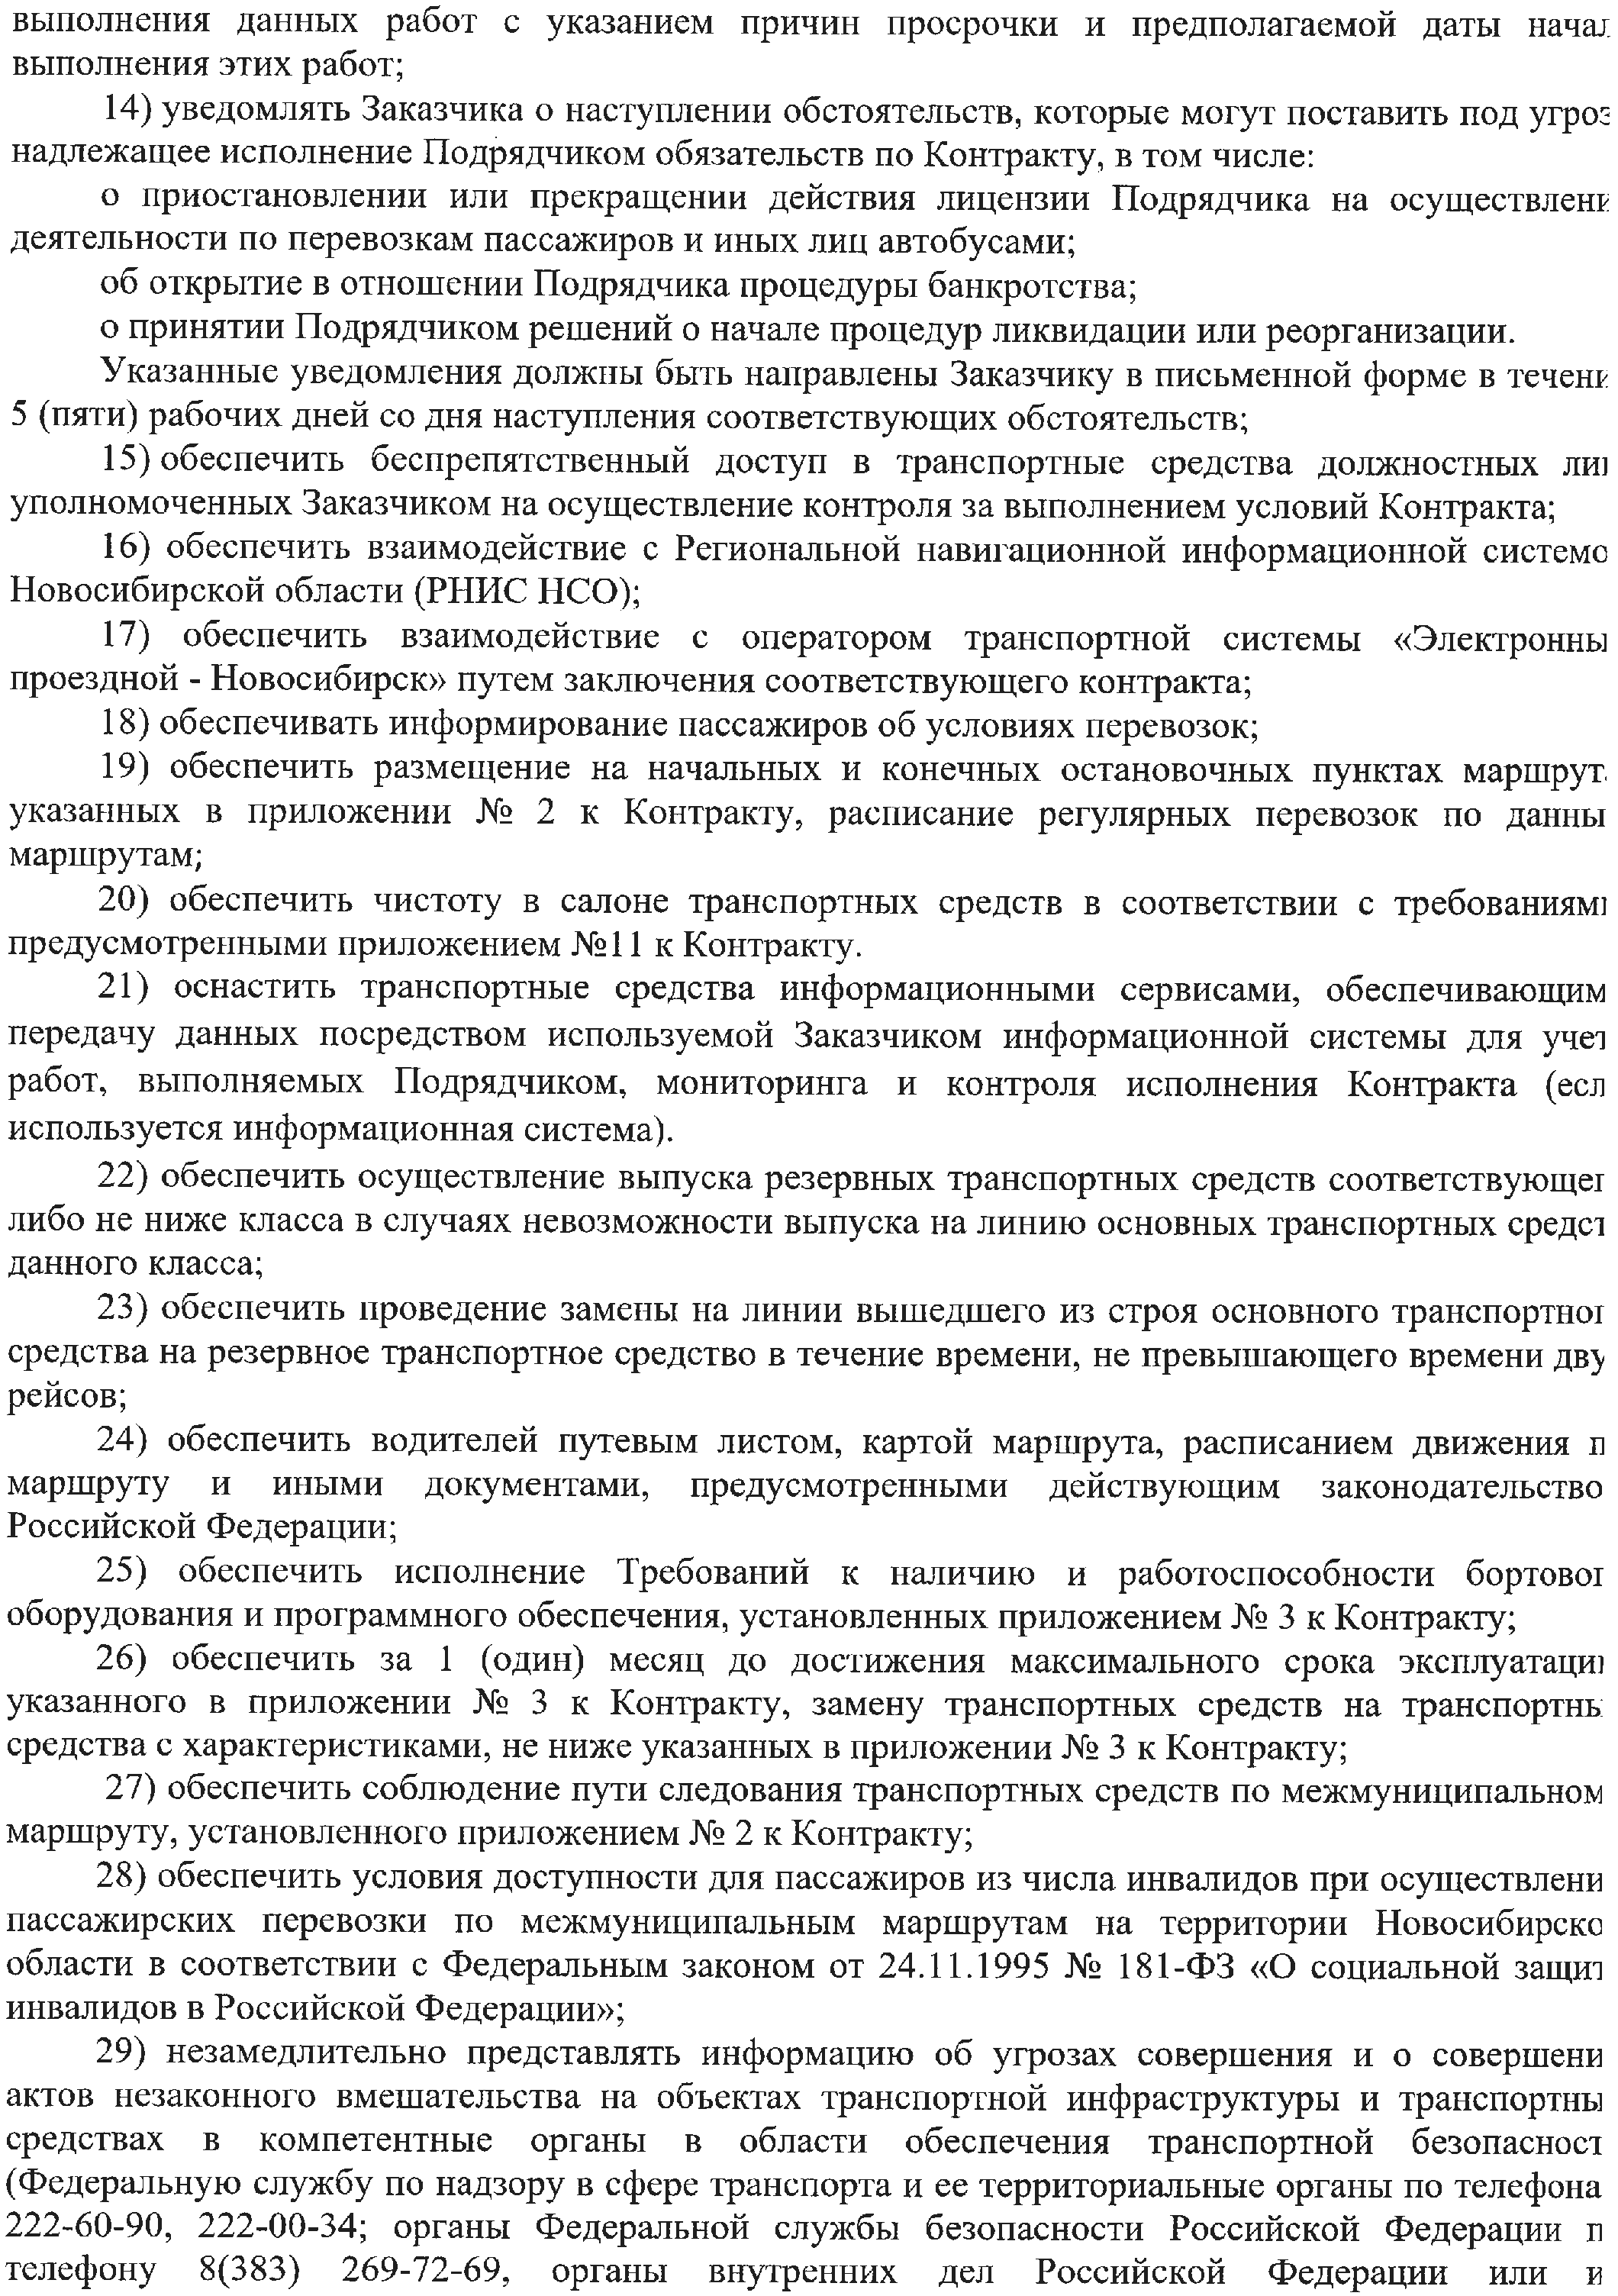 выполнения данных работ с указанием причин просрочки и предполагаемой даты начал
выполнения этих работ;
14) уведомлять Заказчика о наступлении обстоятельств, которые могут поставить под угроз
надлежащее исполнение Подрядчиком обязательств по Контракту, в том числе:
о приостановлении или прекращении действия лицензии Подрядчика на осуществлени
деятельности по перевозкам пассажиров и иных лиц автобусами;
об открытие в отношении Подрядчика процедуры банкротства;
о принятии Подрядчиком решений о начале процедур ликвидации или реорганизации.
Указанные уведомления должны быть направлены Заказчику в письменной форме в течени
5 (пяти) рабочих дней со дня наступления соответствующих обстоятельств;
15) обеспечить беспрепятственный доступ в транспортные средства должностных лиц
уполномоченных Заказчиком на осуществление контроля за выполнением условий Контракта;
16) обеспечить взаимодействие с Региональной навигационной информационной системо
Новосибирской области (РНИС НСО);
17) обеспечить взаимодействие с оператором транспортной системы «Электронны
проездной - Новосибирск» путем заключения соответствующего контракта;
18) обеспечивать информирование пассажиров об условиях перевозок;
19) обеспечить размещение на начальных и конечных остановочных пунктах маршрут
указанных в приложении № 2 к Контракту, расписание регулярных перевозок по данны
маршрутам;
20) обеспечить чистоту в салоне транспортных средств в соответствии с требованиям
предусмотренными приложением №11 к Контракту.
21) оснастить транспортные средства информационными сервисами, обеспечивающим
передачу данных посредством используемой Заказчиком информационной системы для учет
работ, выполняемых Подрядчиком, мониторинга и контроля исполнения Контракта (есл
используется информационная система).
22) обеспечить осуществление выпуска резервных транспортных средств соответствующег
либо не ниже класса в случаях невозможности выпуска на линию основных транспортных средст
данного класса;
23) обеспечить проведение замены на линии вышедшего из строя основного транспортног
средства на резервное транспортное средство в течение времени, не превышающего времени дву
рейсов;
24) обеспечить водителей путевым листом, картой маршрута, расписанием движения п
маршруту и иными документами, предусмотренными действующим законодательство
Российской Федерации;
25) обеспечить исполнение Требований к наличию и работоспособности бортовог
оборудования и программного обеспечения, установленных приложением № 3 к Контракту;
26) обеспечить за 1 (один) месяц до достижения максимального срока эксплуатаци
указанного в приложении № 3 к Контракту, замену транспортных средств на транспортны
средства с характеристиками, не ниже указанных в приложении № 3 к Контракту;
27) обеспечить соблюдение пути следования транспортных средств по межмуниципальном
маршруту, установленного приложением № 2 к Контракту;
28) обеспечить условия доступности для пассажиров из числа инвалидов при осуществлени
пассажирских перевозки по межмуниципальным маршрутам на территории Новосибирско
области в соответствии с Федеральным законом от 24.11.1995 № 181-ФЗ «О социальной защит
инвалидов в Российской Федерации»;
29) незамедлительно представлять информацию об угрозах совершения и о совершени
актов незаконного вмешательства на объектах транспортной инфраструктуры и транспортны
средствах в компетентные органы в области обеспечения транспортной безопасност
(Федеральную службу по надзору в сфере транспорта и ее территориальные органы по телефона
222-60-90, 222-00-34; органы Федеральной службы безопасности Российской Федерации п
телефону 8(383) 269-72-69, органы внутренних дел Российской Федерации или и